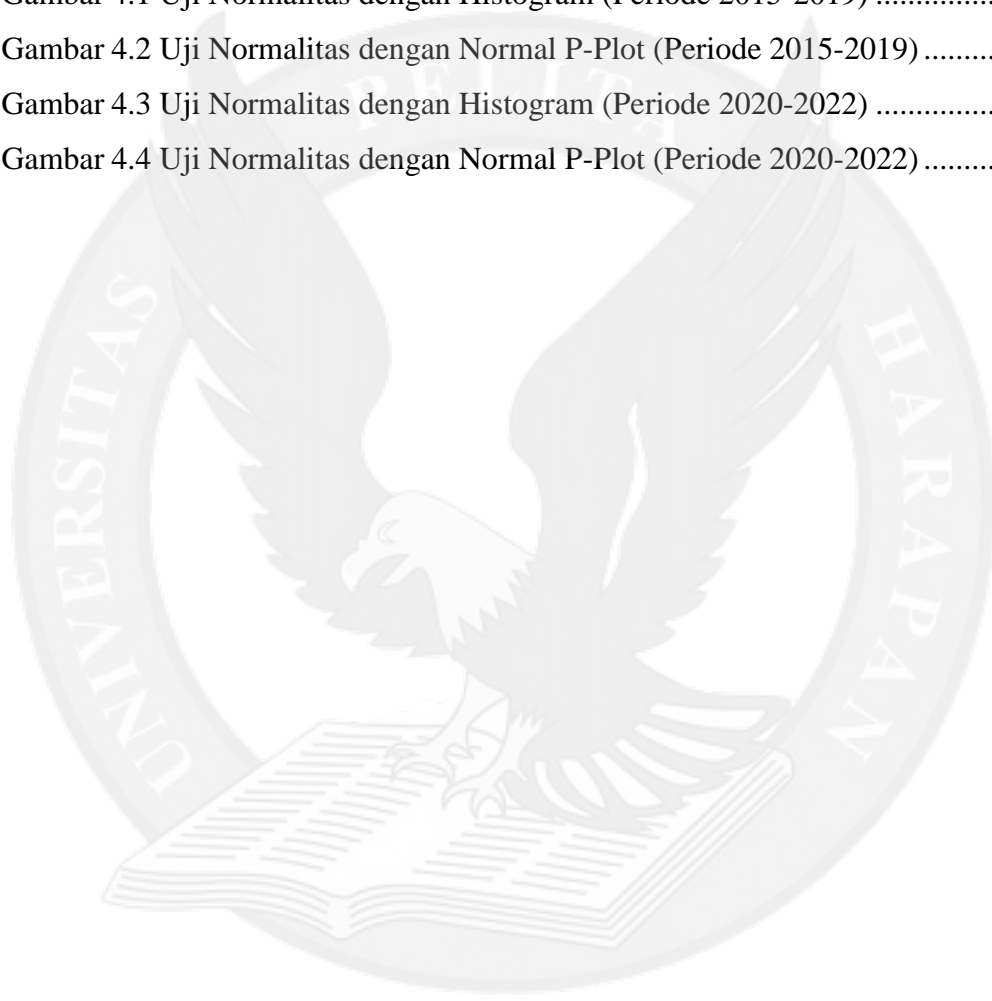 Gambar 4.1 Uji Normalitas dengan Histogram (Periode 2015-2019) ...............
Gambar 4.2 Uji Normalitas dengan Normal P-Plot (Periode 2015-2019) .........
Gambar 4.3 Uji Normalitas dengan Histogram (Periode 2020-2022) ...............
Gambar 4.4 Uji Normalitas dengan Normal P-Plot (Periode 2020-2022) .........
UNIVERSITAS PELITA HARAPAN